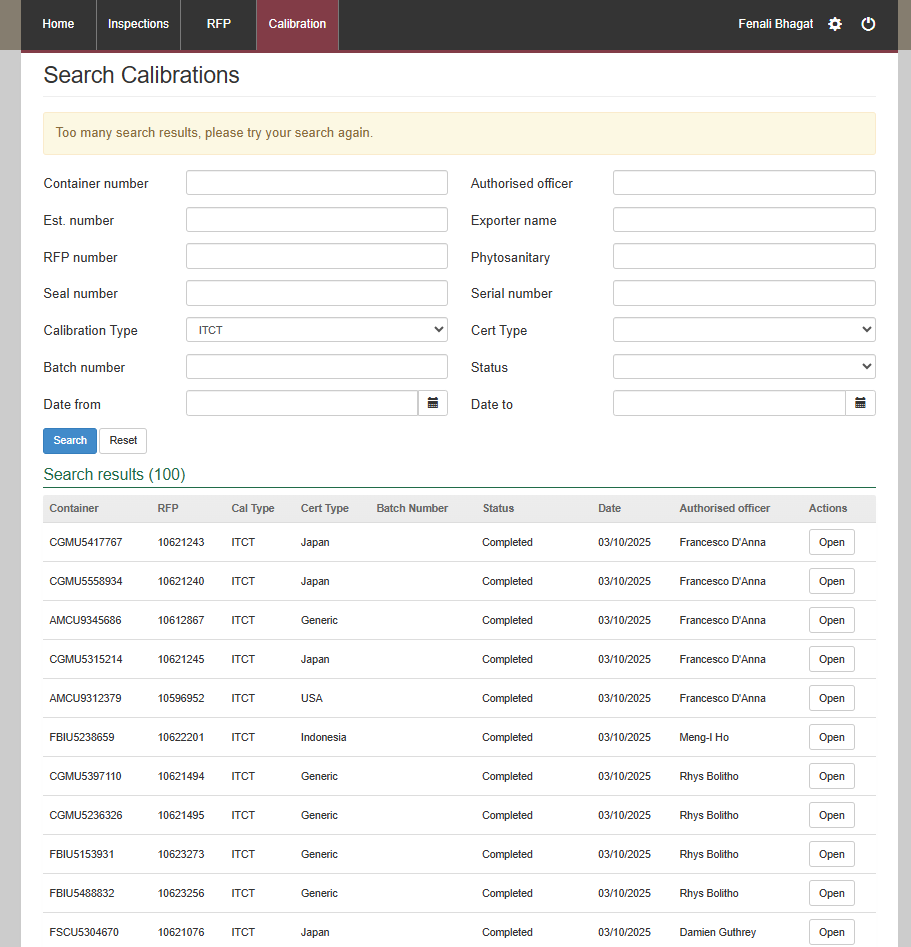 Home Inspections RFP Calibration Fenali Bhagat
Search Calibrations
Too many search results, please try your search again.
Container number Authorised officer
Est. number Exporter name
RFP number Phytosanitary
Seal number Serial number
Calibration Type ITCT Cert Type
Batch number Status
Date from Date to
Search Reset
Search results (100)
Container RFP Cal Type Cert Type Batch Number Status Date Authorised officer Actions
CGMU5417767 10621243 ITCT Japan Completed 03/10/2025 Francesco D'Anna Open
CGMU5558934 10621240 ITCT Japan Completed 03/10/2025 Francesco D'Anna Open
AMCU9345686 10612867 ITCT Generic Completed 03/10/2025 Francesco D'Anna Open
CGMU5315214 10621245 ITCT Japan Completed 03/10/2025 Francesco D'Anna Open
AMCU9312379 10596952 ITCT USA Completed 03/10/2025 Francesco D'Anna Open
FBIU5238659 10622201 ITCT Indonesia Completed 03/10/2025 Meng-I Ho Open
CGMU5397110 10621494 ITCT Generic Completed 03/10/2025 Rhys Bolitho Open
CGMU5236326 10621495 ITCT Generic Completed 03/10/2025 Rhys Bolitho Open
FBIU5153931 10623273 ITCT Generic Completed 03/10/2025 Rhys Bolitho Open
FBIU5488832 10623256 ITCT Generic Completed 03/10/2025 Rhys Bolitho Open
FSCU5304670 10621076 ITCT Japan Completed 03/10/2025 Damien Guthrey Open